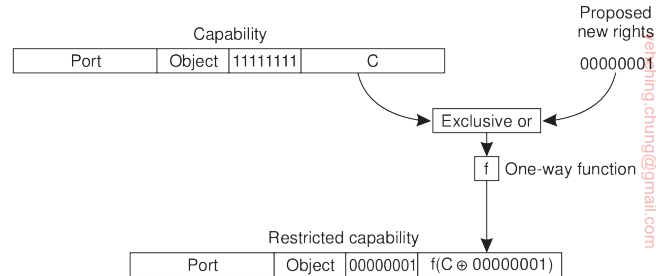 Proposed
new rights
Capability
Port Object 11111111 C
00000001
Exclusive or
f One-way function
Restricted capability
Port Object 00000001 f(C ⊕ 00000001)
yehching.chung@gmail.com